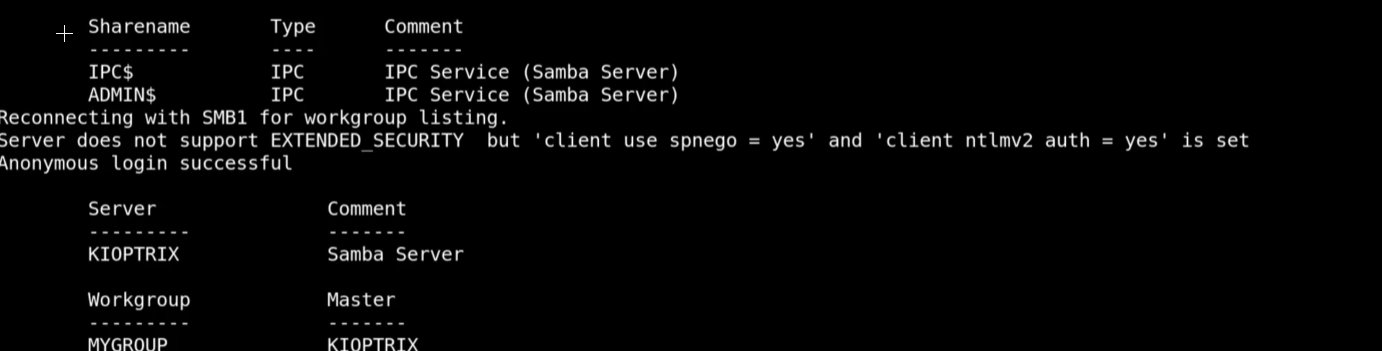 Sharename Type Comment
--------- ---- -------
IPC$ IPC IPC Service (Samba Server)
ADMIN$ IPC IPC Service (Samba Server)
Reconnecting with SMB1 for workgroup listing.
Server does not support EXTENDED_SECURITY  but 'client use spnego = yes' and 'client ntlmv2 auth = yes' is set
Anonymous login successful
Server Comment
--------- -------
KIOPTRIX Samba Server
Workgroup Master
--------- -------
MYGROUP KIOPTRIX